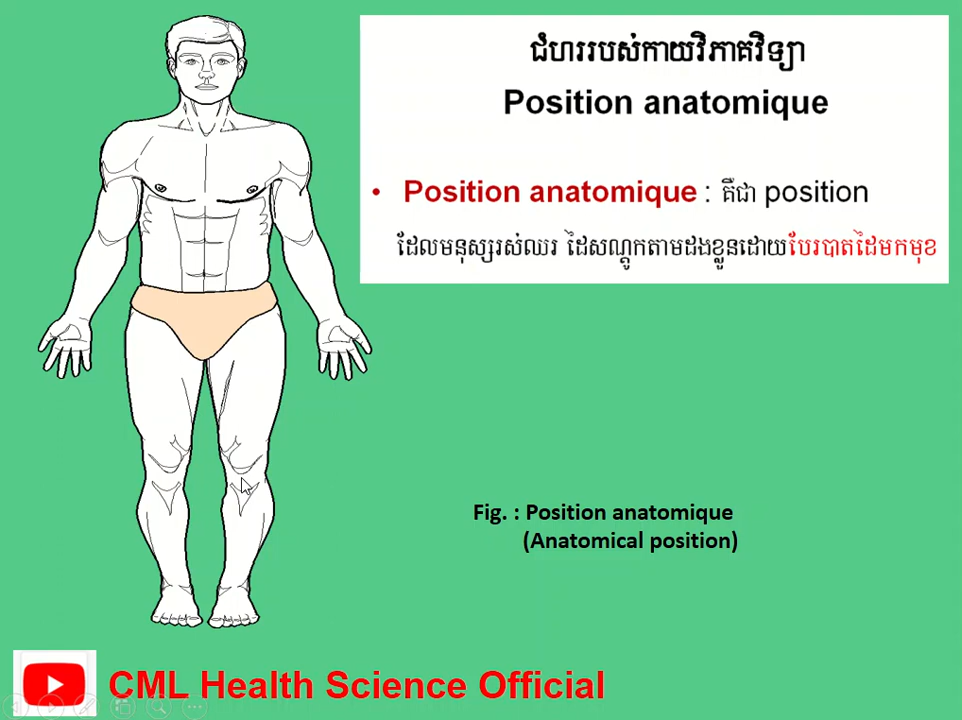 ជំហររបស់កាយវិភាគវិទ្យា
Position anatomique
• Position anatomique : គឺជា position
ដែលមនុស្សរស់ឈរ ដៃសណ្តូកតាមដងខ្លួនដោយបែរបាតដៃមកមុខ
Fig. : Position anatomique
(Anatomical position)
CML Health Science Official